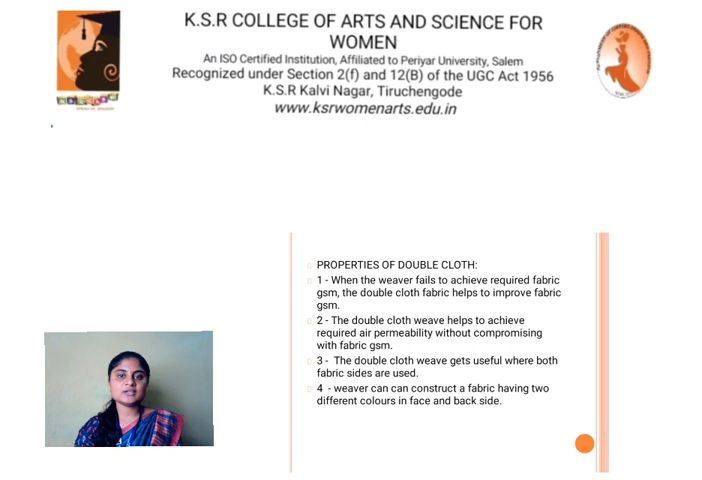 K.S.R COLLEGE OF ARTS AND SCIENCE FOR
WOMEN
An ISO Certified Institution, Affiliated to Periyar University, Salem
Recognized under Section 2(f) and 12(B) of the UGC Act 1956
K.S.R Kalvi Nagar, Tiruchengode
www.ksrwomenarts.edu.in
PROPERTIES OF DOUBLE CLOTH:
1 - When the weaver fails to achieve required fabric
gsm, the double cloth fabric helps to improve fabric
gsm.
2 - The double cloth weave helps to achieve
required air permeability without compromising
with fabric gsm.
3 - The double cloth weave gets useful where both
fabric sides are used.
4 - weaver can can construct a fabric having two
different colours in face and back side.